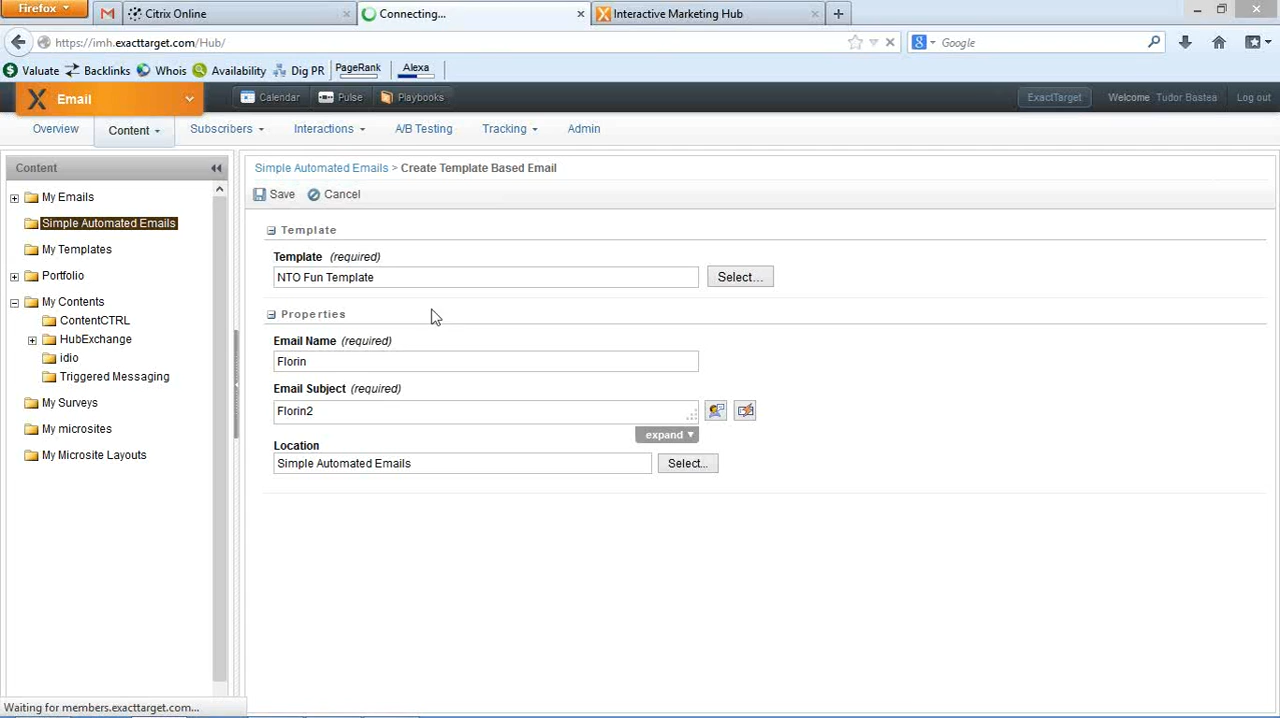 Firefox
Citrix Online
Connecting...
Interactive Marketing Hub
https://imh.exacttarget.com/Hub/
Google
Valuate
Backlinks
Whois
Availability
Dig PR
PageRank
Alexa
Email
Calendar
Pulse
Playbooks
ExactTarget
Welcome Tudor Bastea
Log out
Overview
Content
Subscribers
Interactions
A/B Testing
Tracking
Admin
Content
My Emails
Simple Automated Emails
My Templates
Portfolio
My Contents
ContentCTRL
HubExchange
idio
Triggered Messaging
My Surveys
My microsites
My Microsite Layouts
Simple Automated Emails > Create Template Based Email
Save
Cancel
Template
Template (required)
NTO Fun Template
Select...
Properties
Email Name (required)
Florin
Email Subject (required)
Florin2
expand
Location
Simple Automated Emails
Select...
Waiting for members.exacttarget.com...